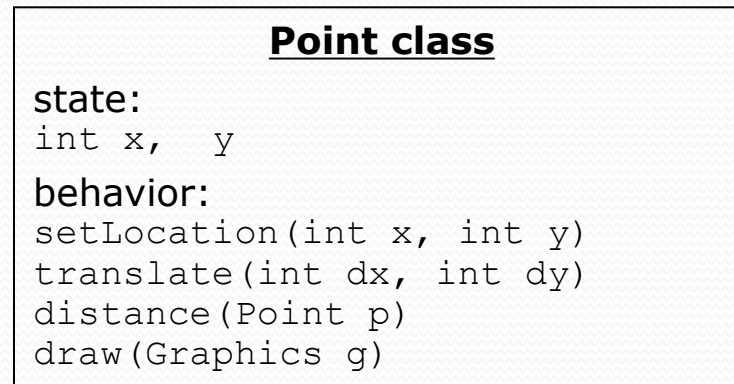 Point class
state:
int x, y
behavior:
setLocation(int x, int y)
translate(int dx, int dy)
distance(Point p)
draw(Graphics g)